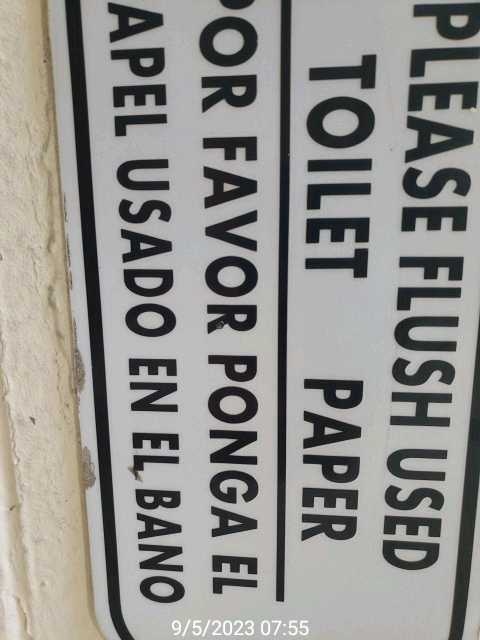 PLEASE FLUSH USED
TOILET PAPER
POR FAVOR PONGA EL
APEL USADO EN EL BANO
9/5/2023 07:55